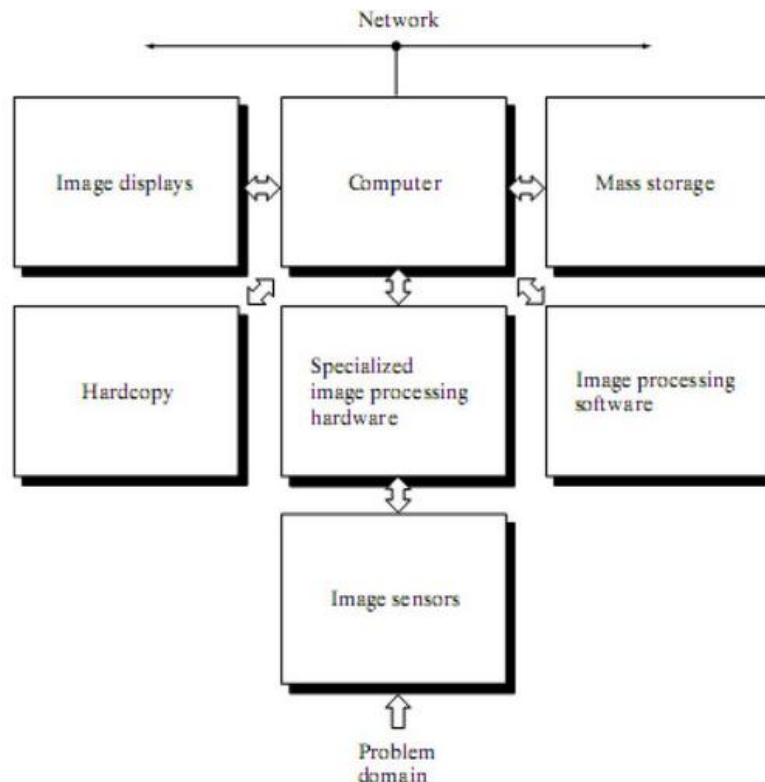 Network
Image displays
Computer
Mass storage
Hardcopy
Specialized
image processing
hardware
Image processing
software
Image sensors
Problem
domain